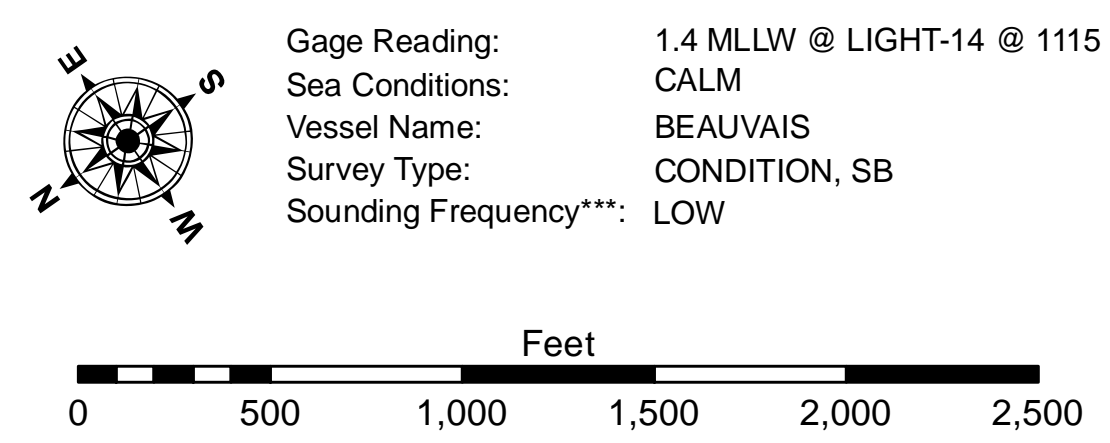 E
S
N
W
Gage Reading: 1.4 MLLW @ LIGHT-14 @ 1115
Sea Conditions: CALM
Vessel Name: BEAUVAIS
Survey Type: CONDITION, SB
Sounding Frequency***: LOW
Feet
0 500 1,000 1,500 2,000 2,500